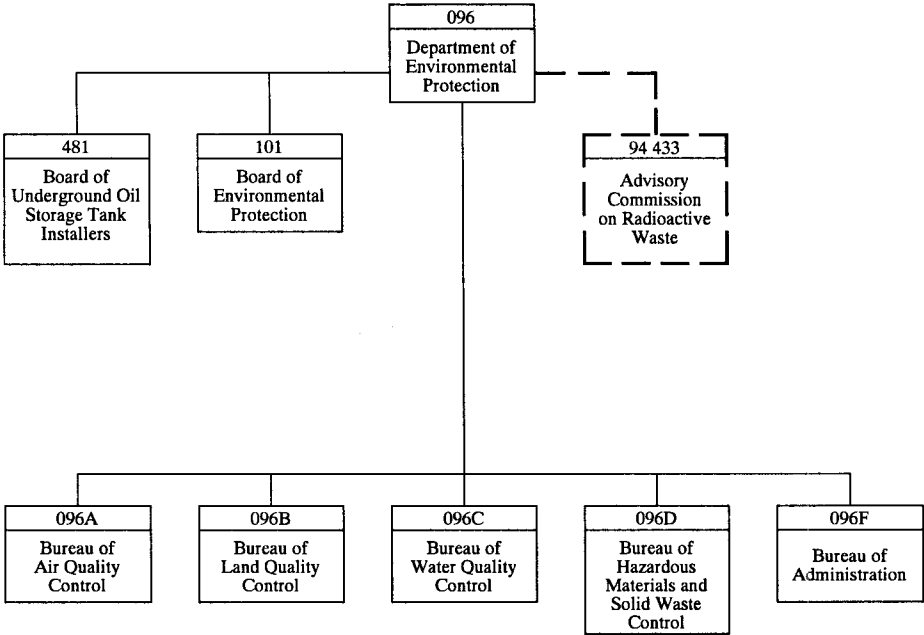 096
Department of
Environmental
Protection
481
Board of
Underground Oil
Storage Tank
Installers
101
Board of
Environmental
Protection
94 433
Advisory
Commission
on Radioactive
Waste
096A
Bureau of
Air Quality
Control
096B
Bureau of
Land Quality
Control
096C
Bureau of
Water Quality
Control
096D
Bureau of
Hazardous
Materials and
Solid Waste
Control
096F
Bureau of
Administration